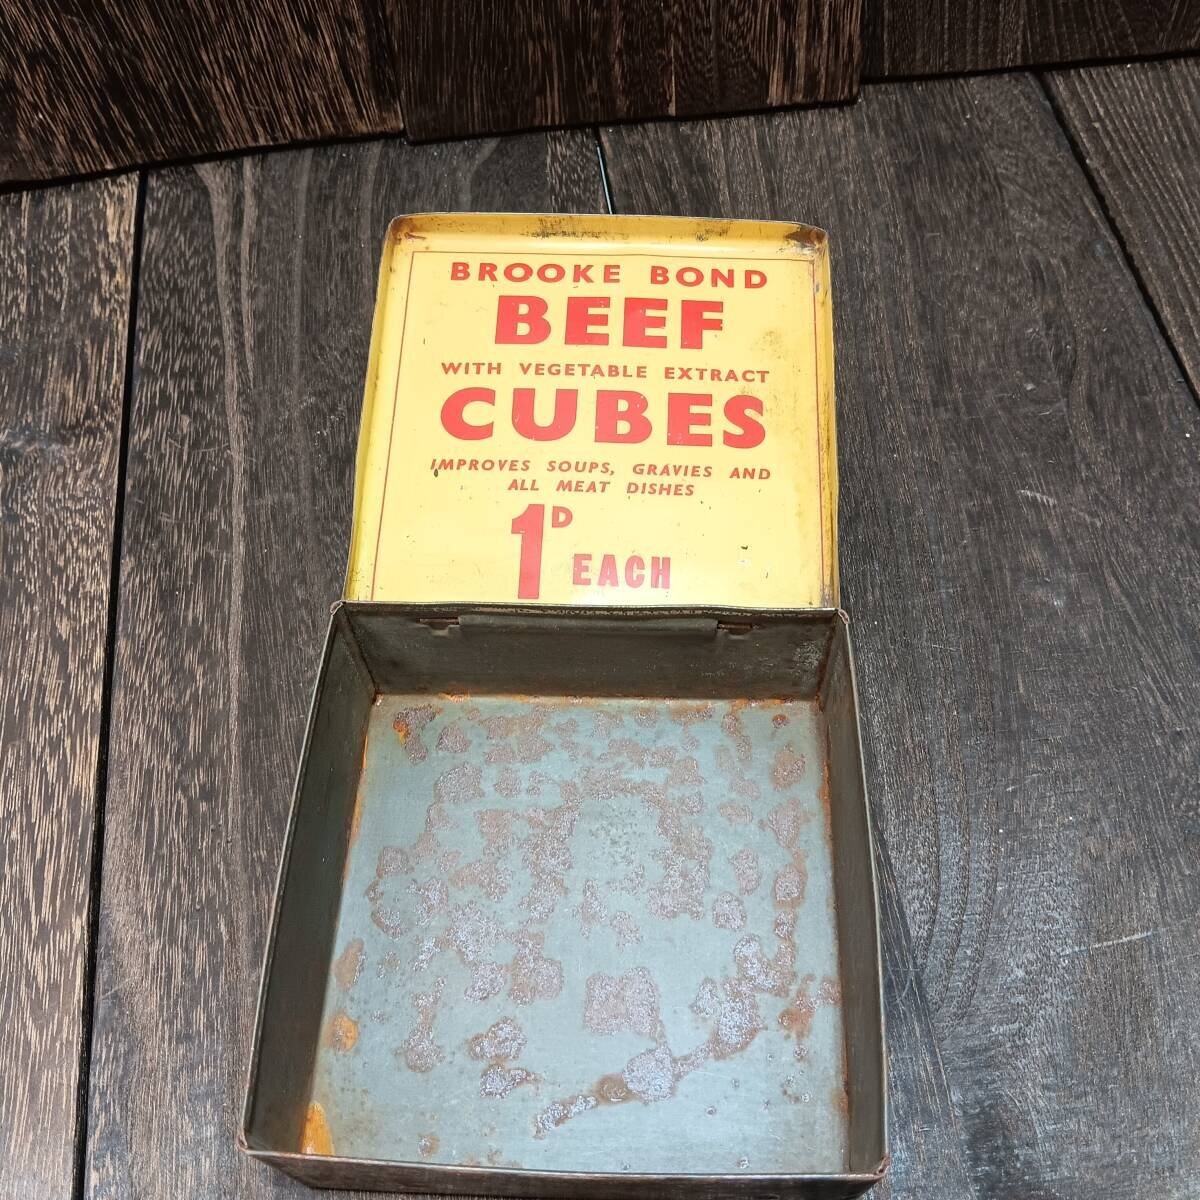 BROOKE BOND
BEEF
WITH VEGETABLE EXTRACT
CUBES
IMPROVES SOUPS, GRAVIES AND
ALL MEAT DISHES
1D EACH